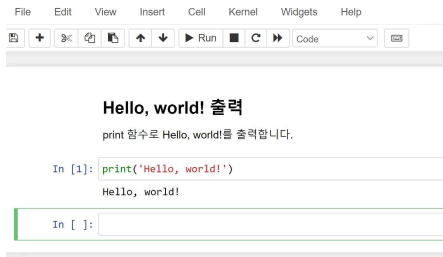 File Edit View Insert Cell Kernel Widgets Help
Run Code
Hello, world! 출력
print 함수로 Hello, world!를 출력합니다.
In [1]: print('Hello, world!')
Hello, world!
In [ ]: